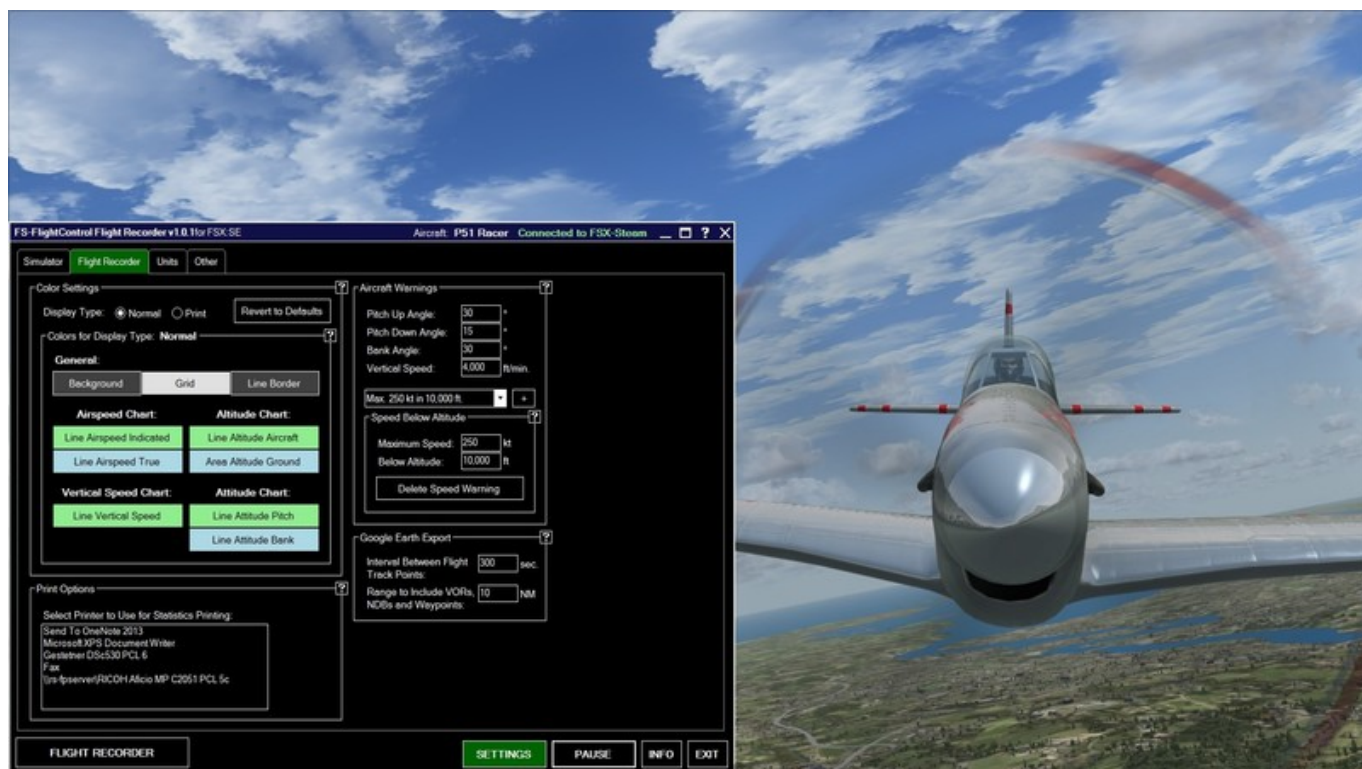 FS-FlightControl Flight Recorder v1.0.1for FSX:SE
Aircraft: P51 Racer Connected to FSX-Steam _ ? X
Simulator Flight Recorder Units Other
Color Settings ?
Display Type: Normal Print Revert to Defaults
Colors for Display Type: Normal ?
General:
Background Grid Line Border
Airspeed Chart: Altitude Chart:
Line Airspeed Indicated Line Altitude Aircraft
Line Airspeed True Area Altitude Ground
Vertical Speed Chart: Attitude Chart:
Line Vertical Speed Line Attitude Pitch
Line Attitude Bank
Print Options ?
Select Printer to Use for Statistics Printing:
Send To OneNote 2013
Microsoft XPS Document Writer
Gestetner DSc530 PCL 6
Fax
\\rs-fpserver\RICOH Aficio MP C2051 PCL 5c
Aircraft Warnings ?
Pitch Up Angle: 30 °
Pitch Down Angle: 15 °
Bank Angle: 30 °
Vertical Speed: 4,000 ft/min.
Max. 250 kt in 10,000 ft. +
Speed Below Altitude ?
Maximum Speed: 250 kt
Below Altitude: 10,000 ft
Delete Speed Warning
Google Earth Export ?
Interval Between Flight 300 sec.
Track Points:
Range to Include VORs, 10 NM
NDBs and Waypoints:
FLIGHT RECORDER SETTINGS PAUSE INFO EXIT